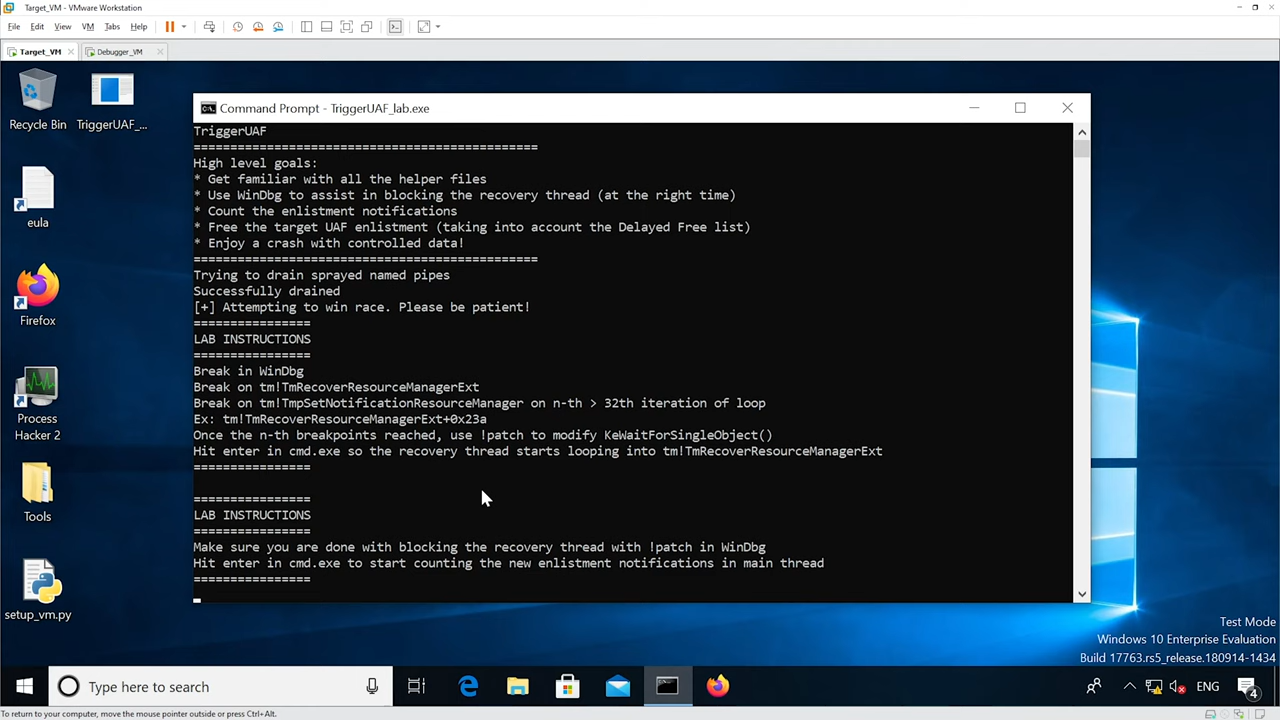 Target_VM - VMware Workstation
File Edit View VM Tabs Help
Target_VM Debugger_VM
Recycle Bin
TriggerUAF_...
eula
Firefox
Process
Hacker 2
Tools
setup_vm.py
Command Prompt - TriggerUAF_lab.exe
TriggerUAF
===============================================
High level goals:
* Get familiar with all the helper files
* Use WinDbg to assist in blocking the recovery thread (at the right time)
* Count the enlistment notifications
* Free the target UAF enlistment (taking into account the Delayed Free list)
* Enjoy a crash with controlled data!
===============================================
Trying to drain sprayed named pipes
Successfully drained
[+] Attempting to win race. Please be patient!
================
LAB INSTRUCTIONS
================
Break in WinDbg
Break on tm!TmRecoverResourceManagerExt
Break on tm!TmpSetNotificationResourceManager on n-th > 32th iteration of loop
Ex: tm!TmRecoverResourceManagerExt+0x23a
Once the n-th breakpoints reached, use !patch to modify KeWaitForSingleObject()
Hit enter in cmd.exe so the recovery thread starts looping into tm!TmRecoverResourceManagerExt
================
================
LAB INSTRUCTIONS
================
Make sure you are done with blocking the recovery thread with !patch in WinDbg
Hit enter in cmd.exe to start counting the new enlistment notifications in main thread
================
Test Mode
Windows 10 Enterprise Evaluation
Build 17763.rs5_release.180914-1434
Type here to search
ENG
4
To return to your computer, move the mouse pointer outside or press Ctrl+Alt.